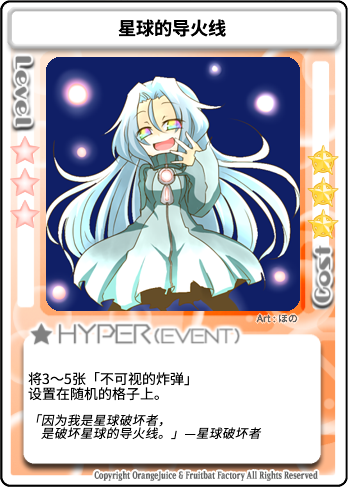 星球的导火线
Level
Cost
Art : ほの
HYPER(EVENT)
将3～5张「不可视的炸弹」
设置在随机的格子上。
「因为我是星球破坏者，
是破坏星球的导火线。」—星球破坏者
Copyright OrangeJuice & Fruitbat Factory All Rights Reserved